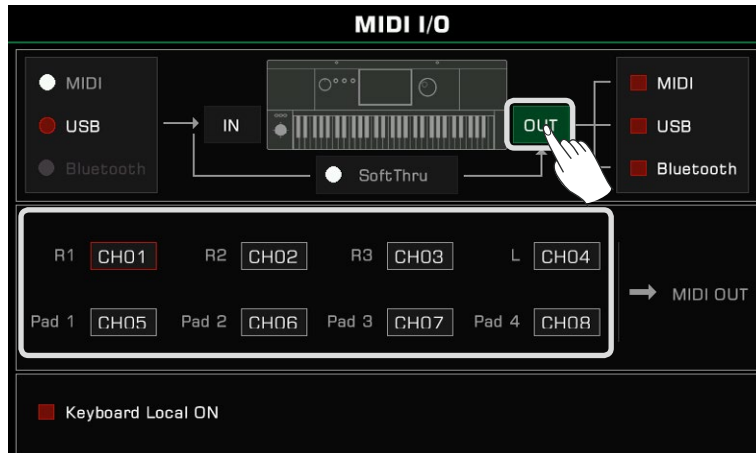 MIDI I/O
MIDI
USB
Bluetooth
IN
OUT
SoftThru
MIDI
USB
Bluetooth
R1 CH01 R2 CH02 R3 CH03 L CH04
Pad 1 CH05 Pad 2 CH06 Pad 3 CH07 Pad 4 CH08
MIDI OUT
Keyboard Local ON